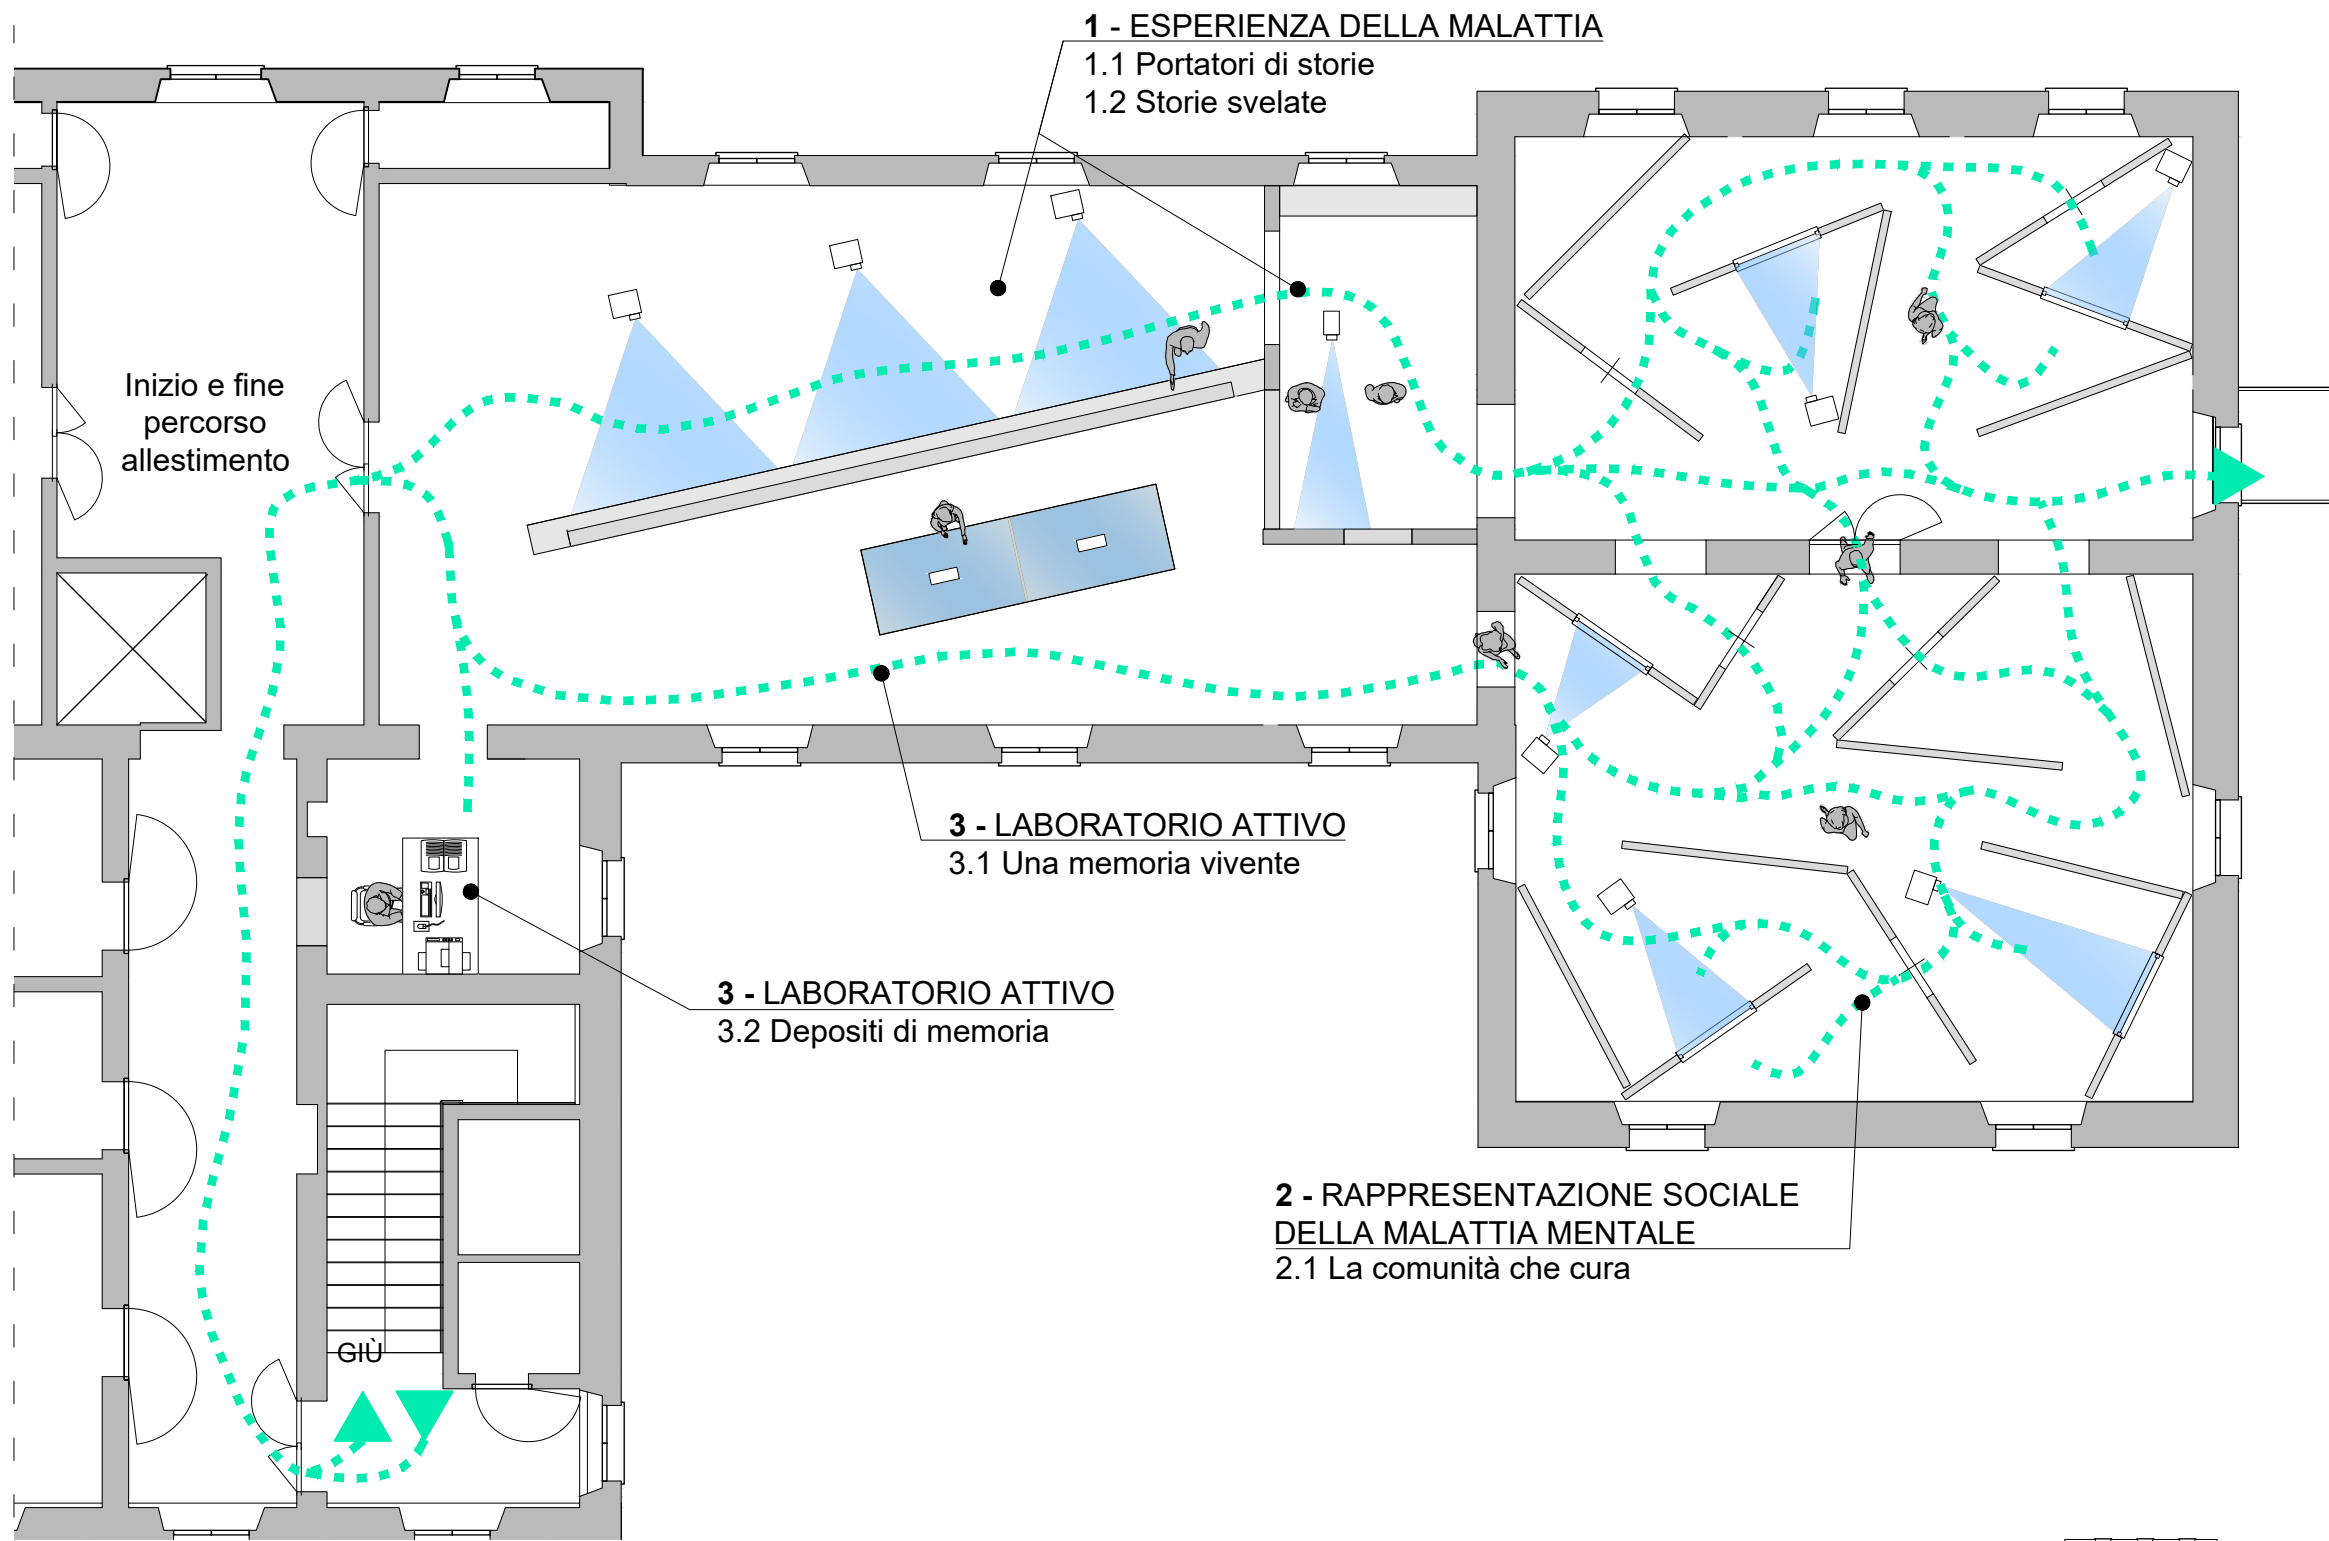 1 - ESPERIENZA DELLA MALATTIA
1.1 Portatori di storie
1.2 Storie svelate
Inizio e fine
percorso
allestimento
3 - LABORATORIO ATTIVO
3.1 Una memoria vivente
3 - LABORATORIO ATTIVO
3.2 Depositi di memoria
2 - RAPPRESENTAZIONE SOCIALE
DELLA MALATTIA MENTALE
2.1 La comunità che cura
GIÙ